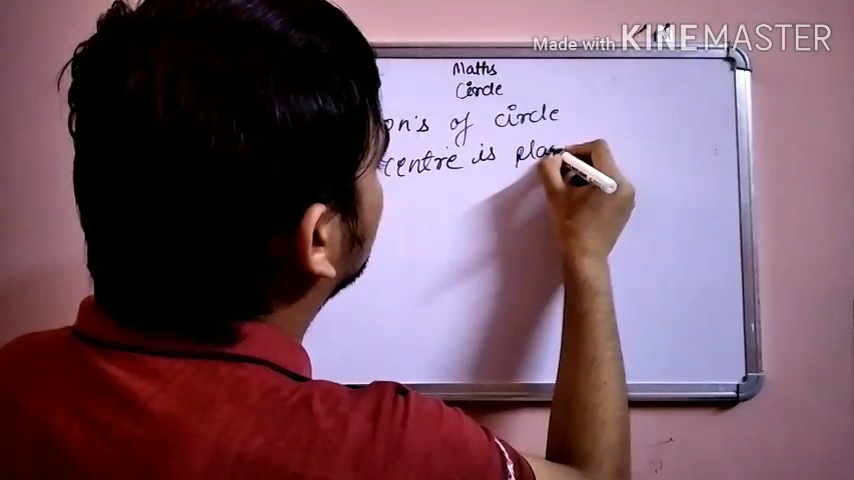 Made with KINEMASTER
Maths
Circle
on's of circle
centre is pla